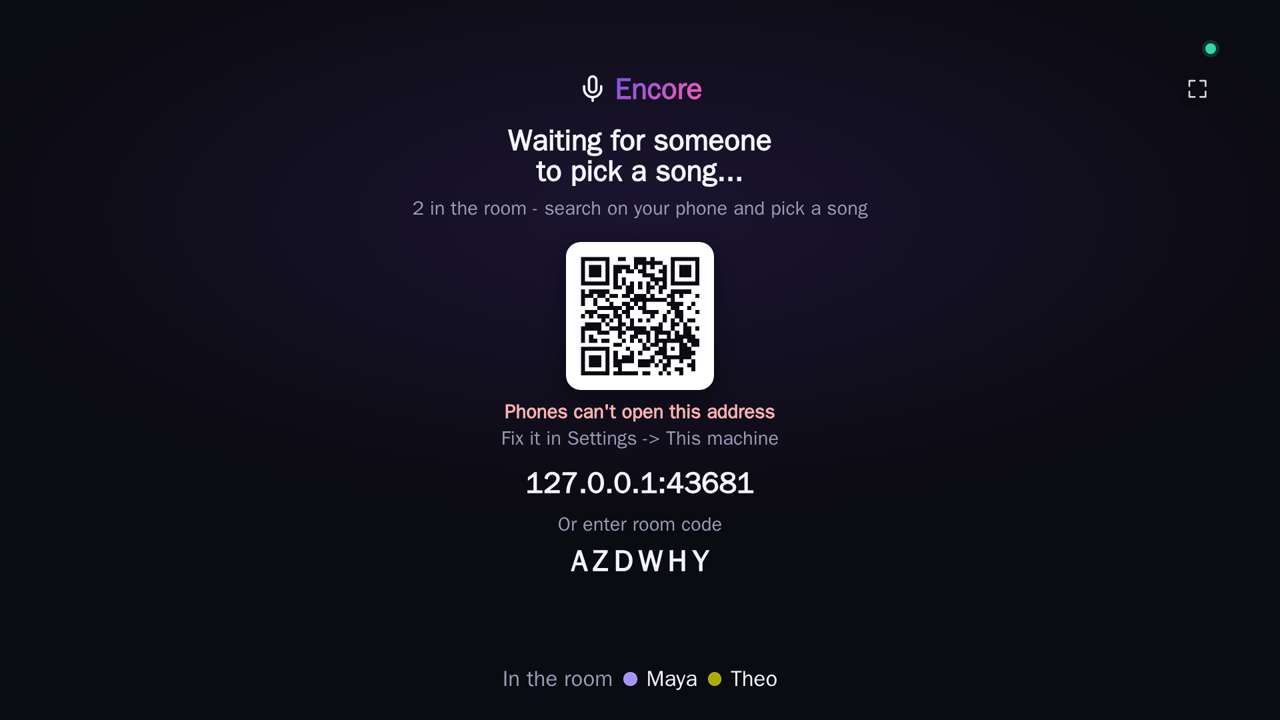 Encore
Waiting for someone
to pick a song...
2 in the room - search on your phone and pick a song
Phones can't open this address
Fix it in Settings -> This machine
127.0.0.1:43681
Or enter room code
AZDWHY
In the room Maya Theo